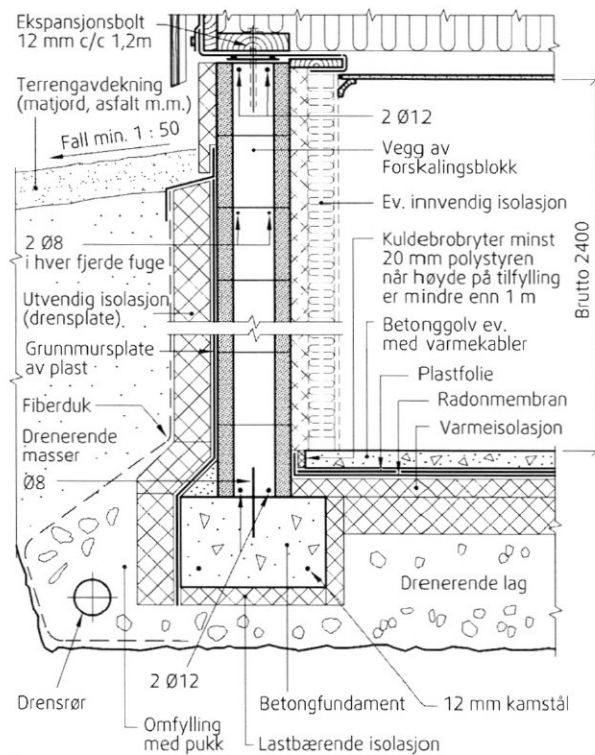 Ekspansjonsbolt
12 mm c/c 1,2m
Terrengavdekning
(matjord, asfalt m.m.)
Fall min. 1 : 50
2 Ø12
Vegg av
Forskalingsblokk
Ev. innvendig isolasjon
2 Ø8
i hver fjerde fuge
Kuldebrobryter minst
20 mm polystyren
når høyde på tilfylling
er mindre enn 1 m
Brutto 2400
Utvendig isolasjon
(drensplate)
Betonggolv ev.
med varmekabler
Grunnmursplate
av plast
Plastfolie
Radonmembran
Fiberduk
Varmeisolasjon
Drenerende
masser
Ø8
Drenerende lag
Drensrør
2 Ø12
Betongfundament
12 mm kamstål
Omfylling
med pukk
Lastbærende isolasjon